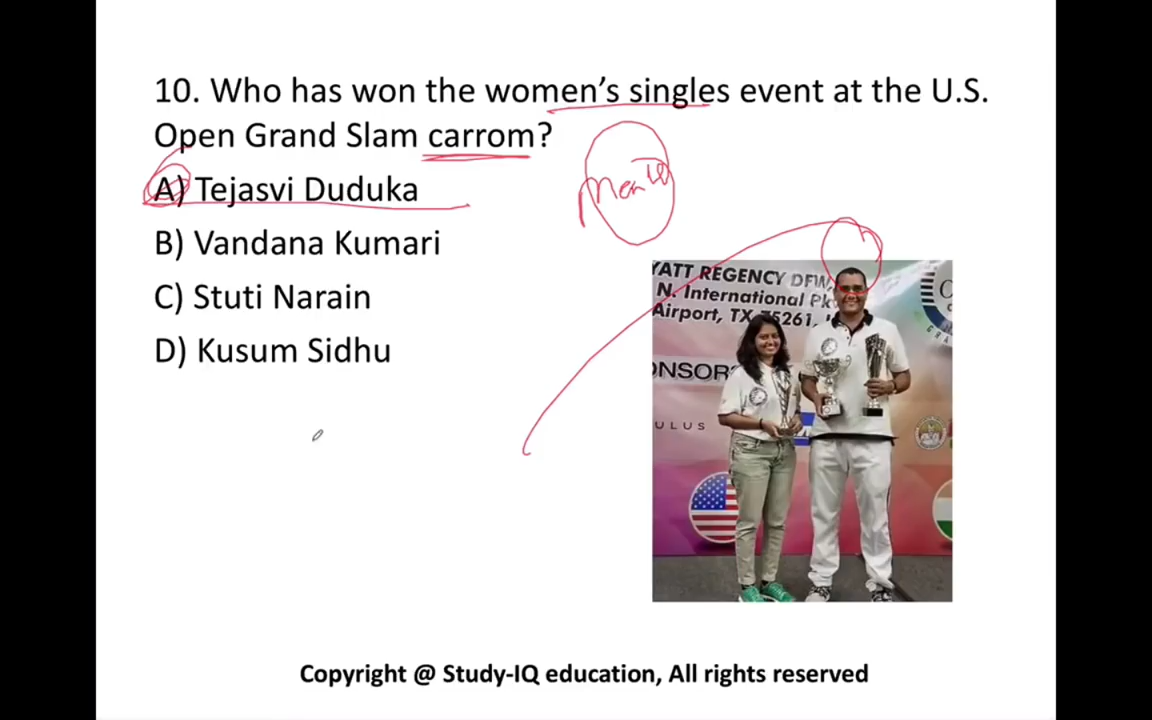 10. Who has won the women's singles event at the U.S.
Open Grand Slam carrom?
A) Tejasvi Duduka
B) Vandana Kumari
C) Stuti Narain
D) Kusum Sidhu
YATT REGENCY DFW,
N. International Pk
Airport, TX 75261,
ONSOR
ULUS
Copyright @ Study-IQ education, All rights reserved